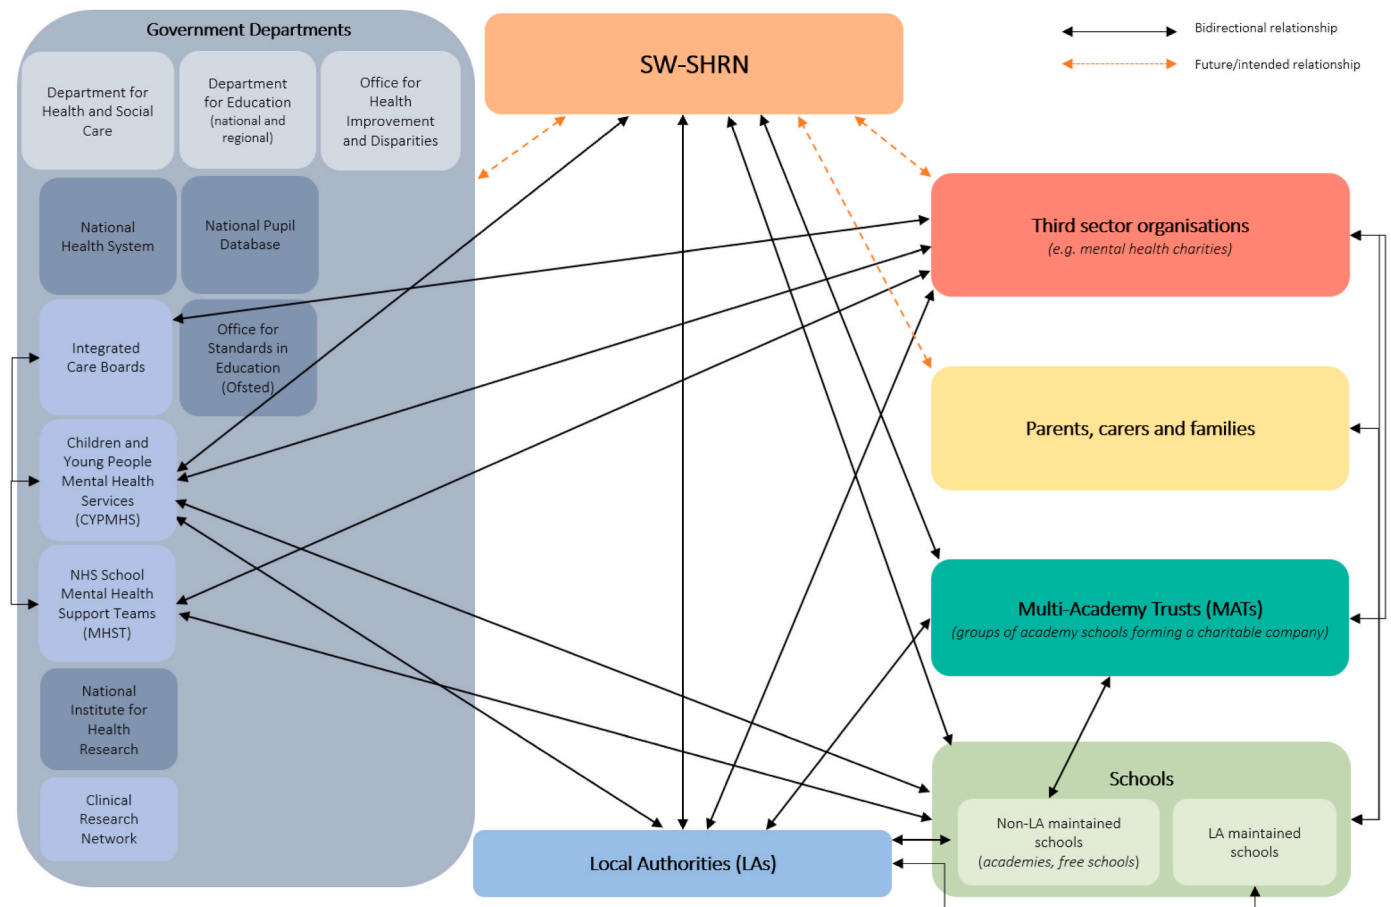 Government Departments
Department for
Health and Social
Care
Department
for Education
(national and
regional)
Office for
Health
Improvement
and Disparities
National
Health System
National Pupil
Database
Integrated
Care Boards
Office for
Standards in
Education
(Ofsted)
Children and
Young People
Mental Health
Services
(CYPMHS)
NHS School
Mental Health
Support Teams
(MHST)
National
Institute for
Health
Research
Clinical
Research
Network
SW-SHRN
Bidirectional relationship
Future/intended relationship
Third sector organisations
(e.g. mental health charities)
Parents, carers and families
Multi-Academy Trusts (MATs)
(groups of academy schools forming a charitable company)
Schools
Non-LA maintained
schools
(academies, free schools)
LA maintained
schools
Local Authorities (LAs)